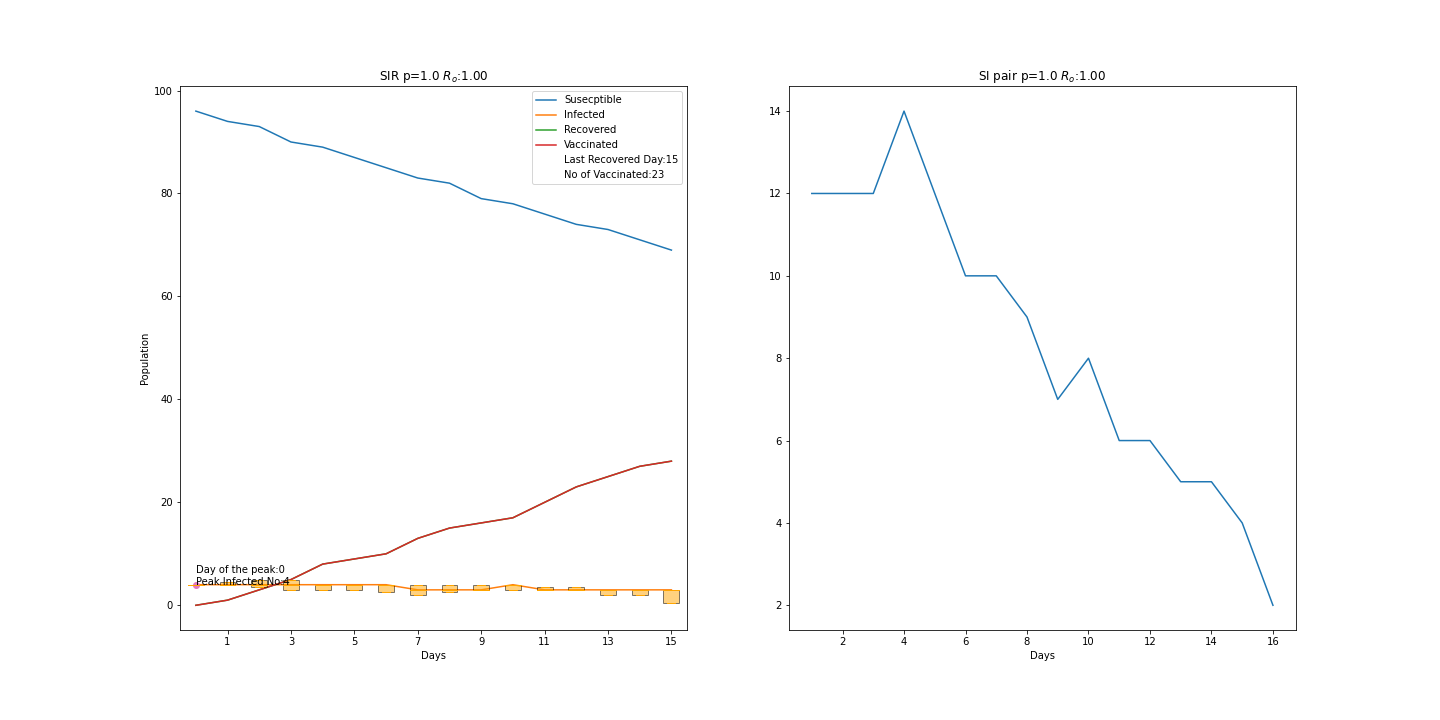 SIR p=1.0 Rₒ:1.00
100
80
60
40
20
0
Population
Susecptible
Infected
Recovered
Vaccinated
Last Recovered Day:15
No of Vaccinated:23
Day of the peak:0
Peak Infected No:4
1 3 5 7 9 11 13 15
Days
SI pair p=1.0 Rₒ:1.00
14
12
10
8
6
4
2
2 4 6 8 10 12 14 16
Days